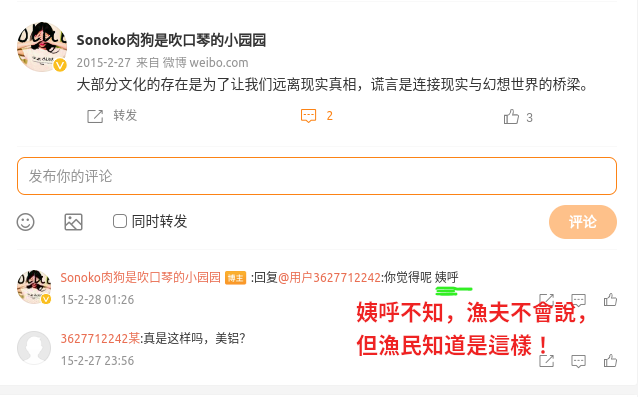 Sonoko肉狗是吹口琴的小园园
2015-2-27 来自 微博 weibo.com
大部分文化的存在是为了让我们远离现实真相，谎言是连接现实与幻想世界的桥梁。
转发 2 3
发布你的评论
同时转发 评论
Sonoko肉狗是吹口琴的小园园 博主 :回复@用户3627712242:你觉得呢 姨呼
15-2-28 01:26
姨呼不知，漁夫不會說，
3627712242某:真是这样吗，美铝?
但漁民知道是這樣！
15-2-27 23:56